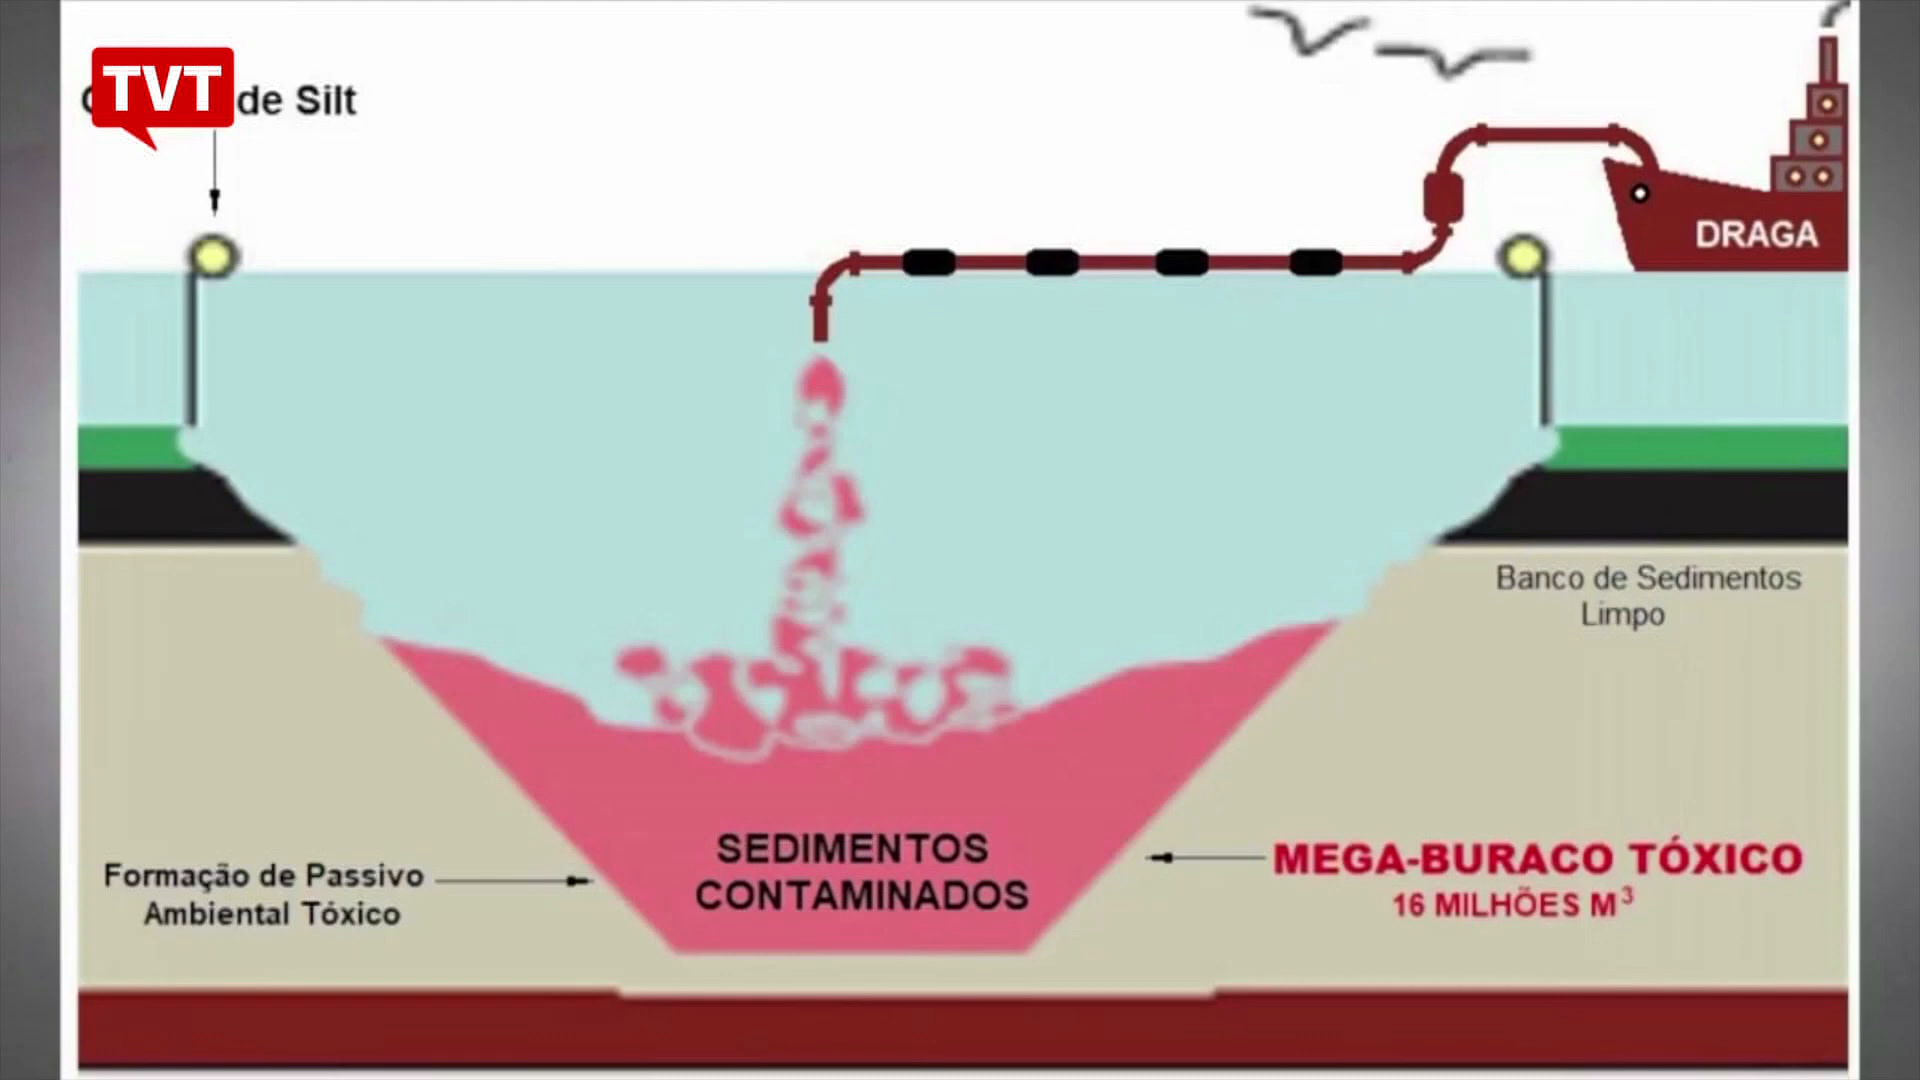 TVT
de Silt
DRAGA
Banco de Sedimentos
Limpo
SEDIMENTOS
CONTAMINADOS
MEGA-BURACO TÓXICO
16 MILHÕES M³
Formação de Passivo
Ambiental Tóxico